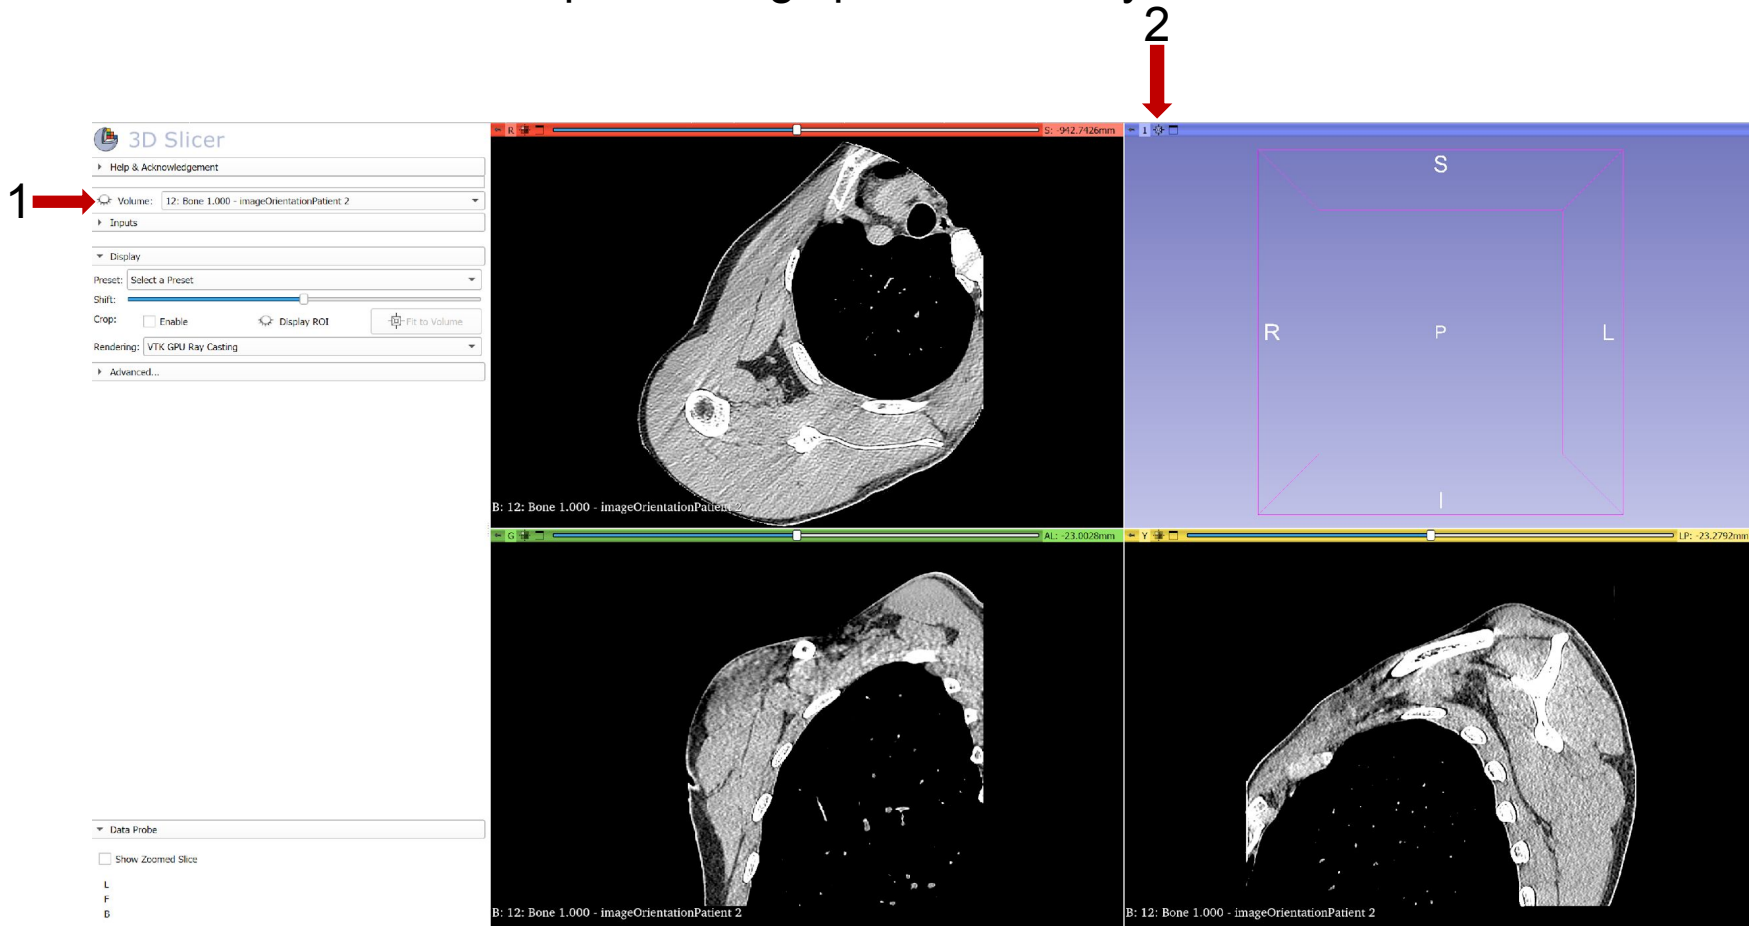 2
1
3D Slicer
Help & Acknowledgement
Volume: 12: Bone 1.000 - imageOrientationPatient 2
Inputs
Display
Preset: Select a Preset
Shift:
Crop: Enable Display ROI Fit to Volume
Rendering: VTK GPU Ray Casting
Advanced...
Data Probe
Show Zoomed Slice
L
F
B
R S: -942.7426mm
B: 12: Bone 1.000 - imageOrientationPatient 2
1
S
R P L
I
G AL: -23.0028mm
B: 12: Bone 1.000 - imageOrientationPatient 2
Y LP: -23.2792mm
B: 12: Bone 1.000 - imageOrientationPatient 2